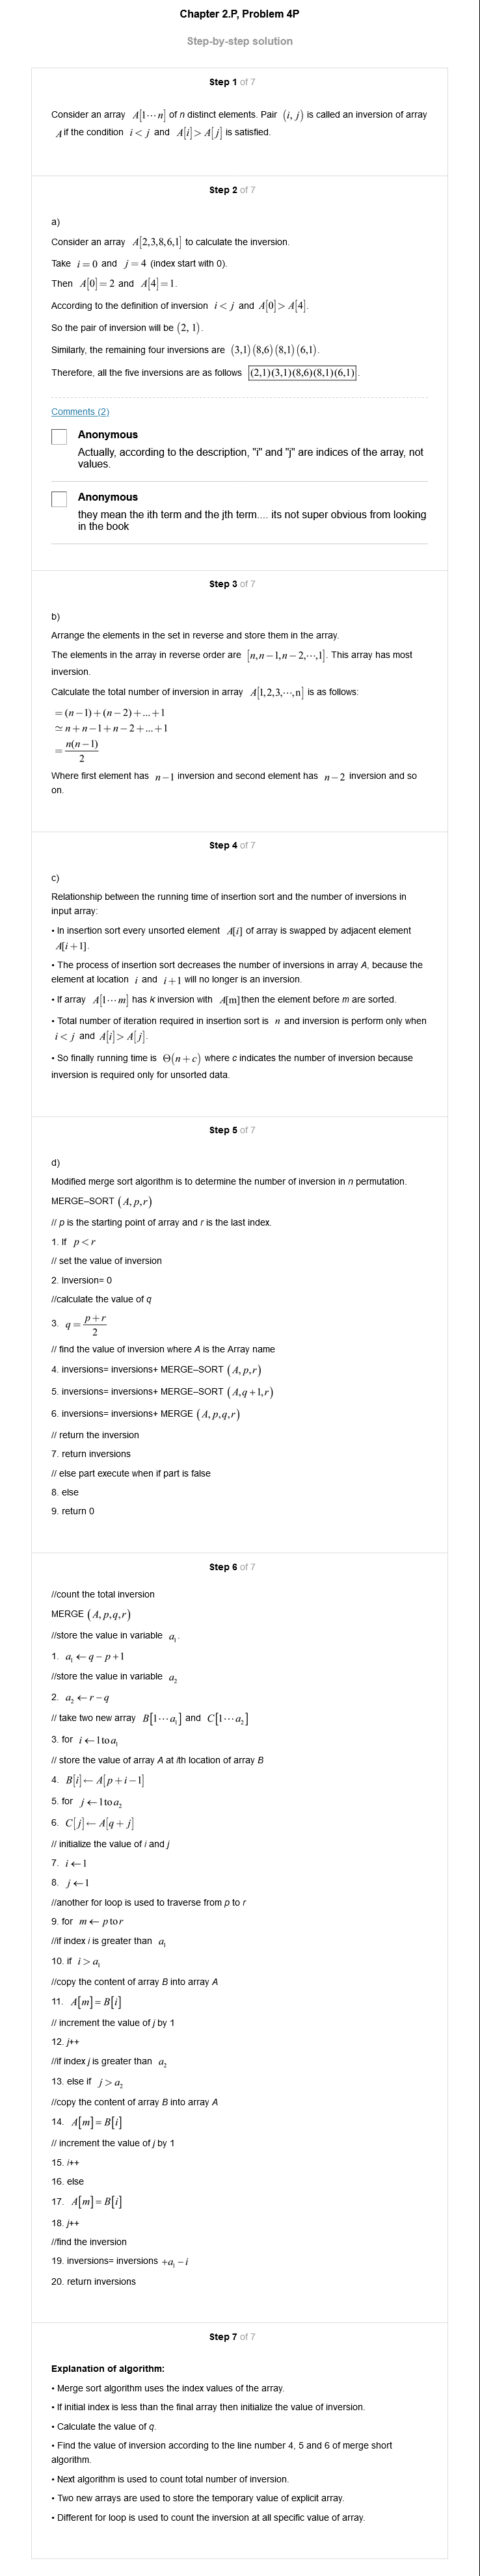 Chapter 2.P, Problem 4P
Step-by-step solution
Step 1 of 7
Consider an array A[1⋯n] of n distinct elements. Pair (i, j) is called an inversion of array
A if the condition i < j and A[i] > A[j] is satisfied.
Step 2 of 7
a)
Consider an array A[2,3,8,6,1] to calculate the inversion.
Take i = 0 and j = 4 (index start with 0).
Then A[0] = 2 and A[4] = 1.
According to the definition of inversion i < j and A[0] > A[4].
So the pair of inversion will be (2, 1).
Similarly, the remaining four inversions are (3,1)(8,6)(8,1)(6,1).
Therefore, all the five inversions are as follows (2,1)(3,1)(8,6)(8,1)(6,1).
Comments (2)
Anonymous
Actually, according to the description, "i" and "j" are indices of the array, not
values.
Anonymous
they mean the ith term and the jth term.... its not super obvious from looking
in the book
Step 3 of 7
b)
Arrange the elements in the set in reverse and store them in the array.
The elements in the array in reverse order are [n,n−1,n−2,⋯,1]. This array has most
inversion.
Calculate the total number of inversion in array A[1,2,3,⋯,n] is as follows:
= (n−1)+(n−2)+...+1
≃ n+n−1+n−2+...+1
= n(n−1)/2
Where first element has n−1 inversion and second element has n−2 inversion and so
on.
Step 4 of 7
c)
Relationship between the running time of insertion sort and the number of inversions in
input array:
• In insertion sort every unsorted element A[i] of array is swapped by adjacent element
A[i+1].
• The process of insertion sort decreases the number of inversions in array A, because the
element at location i and i+1 will no longer is an inversion.
• If array A[1⋯m] has k inversion with A[m] then the element before m are sorted.
• Total number of iteration required in insertion sort is n and inversion is perform only when
i < j and A[i] > A[j].
• So finally running time is Θ(n+c) where c indicates the number of inversion because
inversion is required only for unsorted data.
Step 5 of 7
d)
Modified merge sort algorithm is to determine the number of inversion in n permutation.
MERGE–SORT (A, p, r)
// p is the starting point of array and r is the last index.
1. If p < r
// set the value of inversion
2. Inversion= 0
//calculate the value of q
3. q = (p+r)/2
// find the value of inversion where A is the Array name
4. inversions= inversions+ MERGE–SORT (A, p, r)
5. inversions= inversions+ MERGE–SORT (A, q+1, r)
6. inversions= inversions+ MERGE (A, p, q, r)
// return the inversion
7. return inversions
// else part execute when if part is false
8. else
9. return 0
Step 6 of 7
//count the total inversion
MERGE (A, p, q, r)
//store the value in variable a₁.
1. a₁ ← q − p + 1
//store the value in variable a₂
2. a₂ ← r − q
// take two new array B[1⋯a₁] and C[1⋯a₂]
3. for i ← 1 to a₁
// store the value of array A at ith location of array B
4. B[i] ← A[p + i − 1]
5. for j ← 1 to a₂
6. C[j] ← A[q + j]
// initialize the value of i and j
7. i ← 1
8. j ← 1
//another for loop is used to traverse from p to r
9. for m ← p to r
//if index i is greater than a₁
10. if i > a₁
//copy the content of array B into array A
11. A[m] = B[i]
// increment the value of j by 1
12. j++
//if index j is greater than a₂
13. else if j > a₂
//copy the content of array B into array A
14. A[m] = B[i]
// increment the value of j by 1
15. i++
16. else
17. A[m] = B[i]
18. j++
//find the inversion
19. inversions= inversions +a₁ − i
20. return inversions
Step 7 of 7
Explanation of algorithm:
• Merge sort algorithm uses the index values of the array.
• If initial index is less than the final array then initialize the value of inversion.
• Calculate the value of q.
• Find the value of inversion according to the line number 4, 5 and 6 of merge short
algorithm.
• Next algorithm is used to count total number of inversion.
• Two new arrays are used to store the temporary value of explicit array.
• Different for loop is used to count the inversion at all specific value of array.